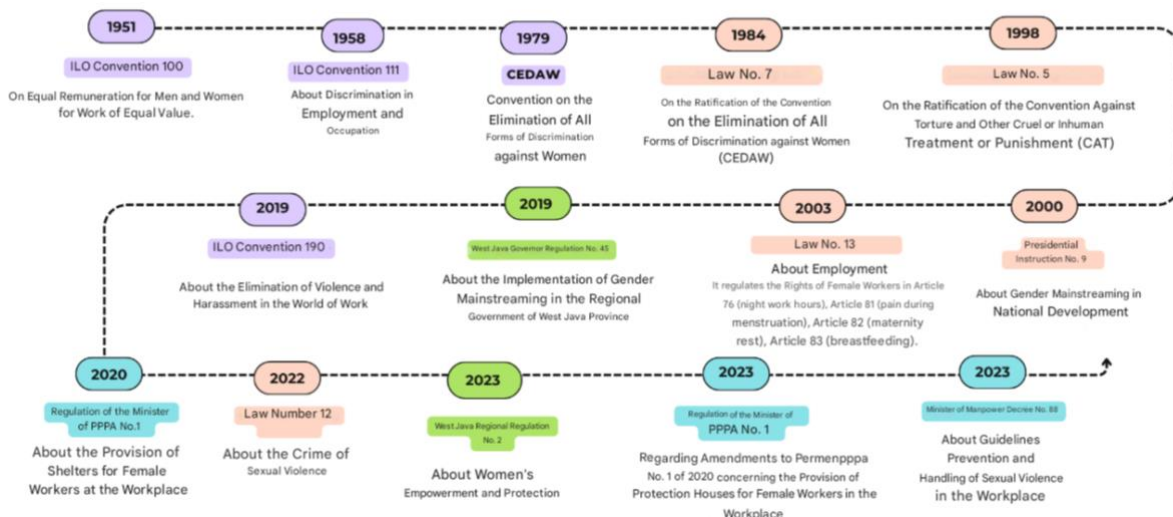 1951
ILO Convention 100
On Equal Remuneration for Men and Women
for Work of Equal Value.
1958
ILO Convention 111
About Discrimination in
Employment and
Occupation
1979
CEDAW
Convention on the
Elimination of All
Forms of Discrimination
against Women
1984
Law No. 7
On the Ratification of the Convention
on the Elimination of All
Forms of Discrimination against Women
(CEDAW)
1998
Law No. 5
On the Ratification of the Convention Against
Torture and Other Cruel or Inhuman
Treatment or Punishment (CAT)
2019
ILO Convention 190
About the Elimination of Violence and
Harassment in the World of Work
2019
West Java Governor Regulation No. 45
About the Implementation of Gender
Mainstreaming in the Regional
Government of West Java Province
2003
Law No. 13
About Employment
It regulates the Rights of Female Workers in Article
76 (night work hours), Article 81 (pain during
menstruation), Article 82 (maternity
rest), Article 83 (breastfeeding).
2000
Presidential
Instruction No. 9
About Gender Mainstreaming in
National Development
2020
Regulation of the Minister
of PPPA No.1
About the Provision of
Shelters for Female
Workers at the Workplace
2022
Law Number 12
About the Crime of
Sexual Violence
2023
West Java Regional Regulation
No. 2
About Women's
Empowerment and Protection
2023
Regulation of the Minister of
PPPA No. 1
Regarding Amendments to Permenpppa
No. 1 of 2020 concerning the Provision of
Protection Houses for Female Workers in the
Workplace
2023
Minister of Manpower Decree No. 88
About Guidelines
Prevention and
Handling of Sexual Violence
in the Workplace